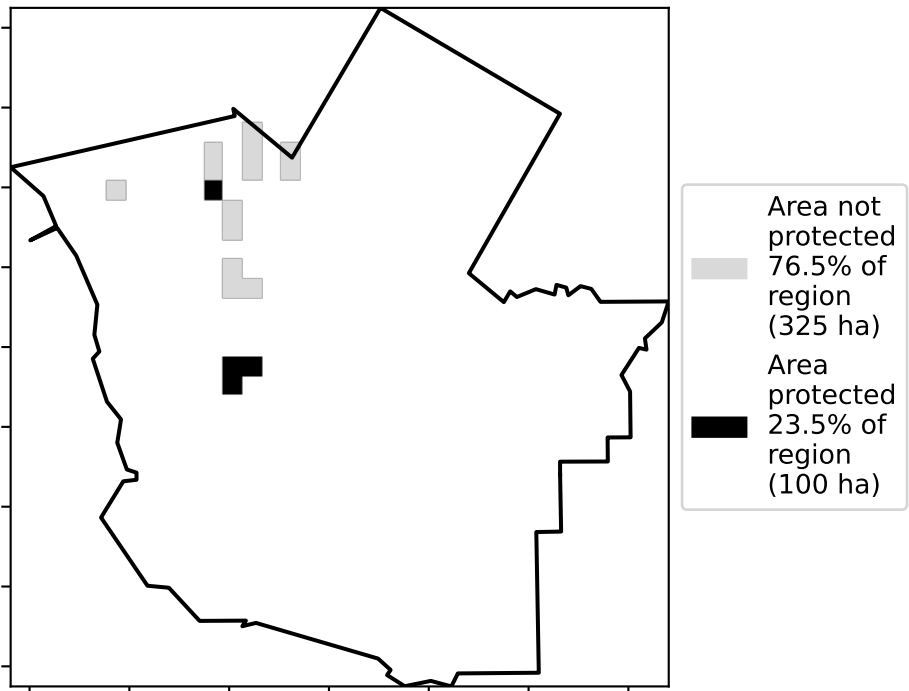 Area not
protected
76.5% of
region
(325 ha)
Area
protected
23.5% of
region
(100 ha)